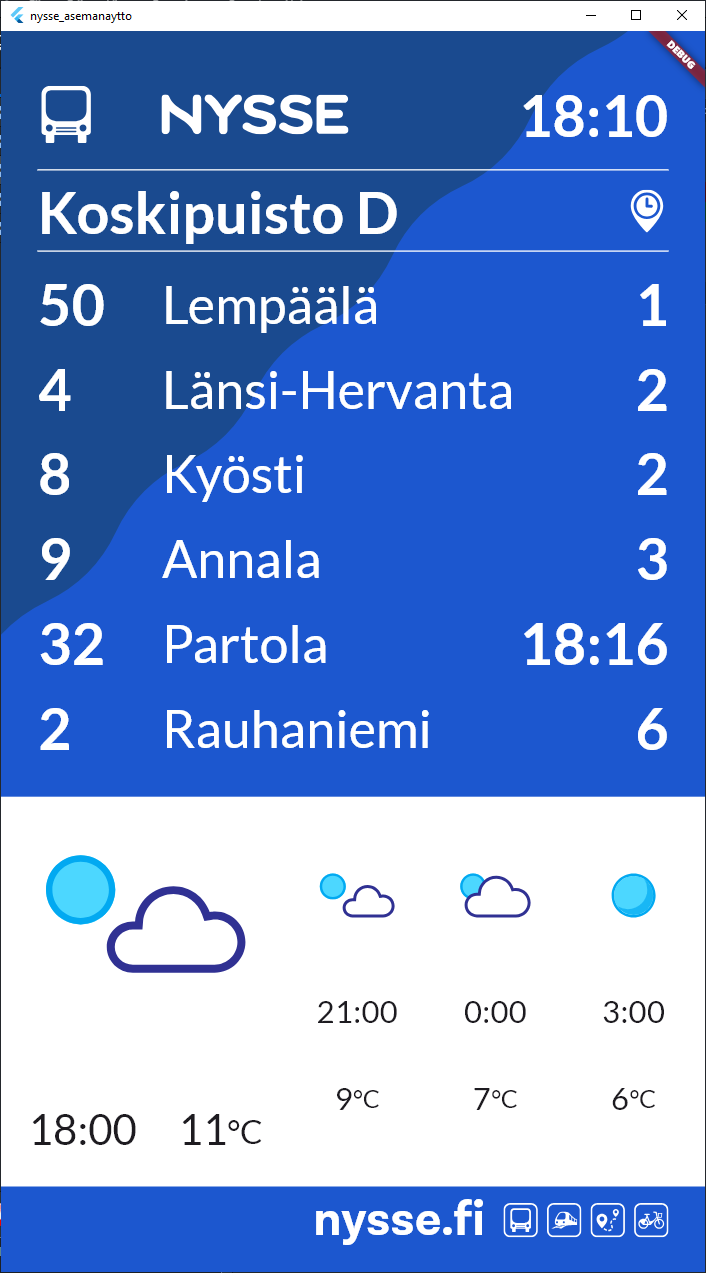 nysse_asemanaytto
DEBUG
NYSSE 18:10
Koskipuisto D
50 Lempäälä 1
4 Länsi-Hervanta 2
8 Kyösti 2
9 Annala 3
32 Partola 18:16
2 Rauhaniemi 6
21:00 0:00 3:00
9°C 7°C 6°C
18:00 11°C
nysse.fi